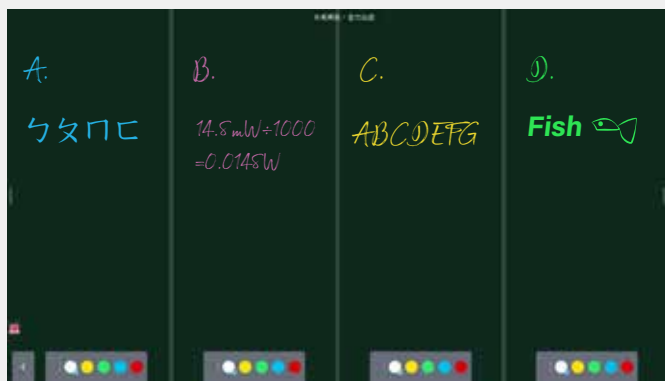 A.
ㄅㄆㄇㄈ
B.
14.8mW÷1000
=0.0148W
C.
ABCDEFG
D.
Fish